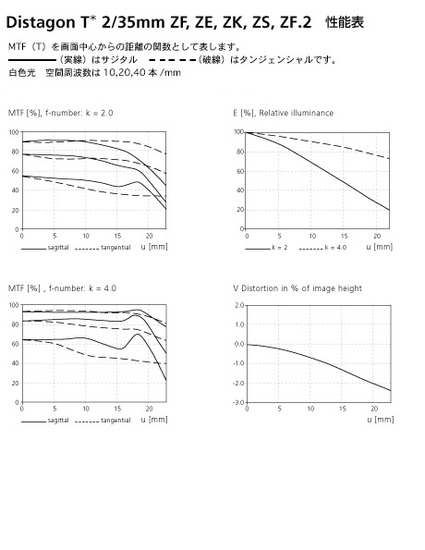 Distagon T* 2/35mm ZF, ZE, ZK, ZS, ZF.2 性能表
MTF（T）を画面中心からの距離の関数として表します。
（実線）はサジタル （破線）はタンジェンシャルです。
白色光 空間周波数は 10,20,40 本 /mm
MTF [%], f-number: k = 2.0
100
80
60
40
20
0
0 5 10 15 20
sagittal tangential u [mm]
E [%], Relative illuminance
100
80
60
40
20
0
0 5 10 15 20
k = 2 k = 4.0 u [mm]
MTF [%] , f-number: k = 4.0
100
80
60
40
20
0
0 5 10 15 20
sagittal tangential u [mm]
V Distortion in % of image height
2.0
1.0
0.0
-1.0
-2.0
-3.0
0 5 10 15 20
u [mm]